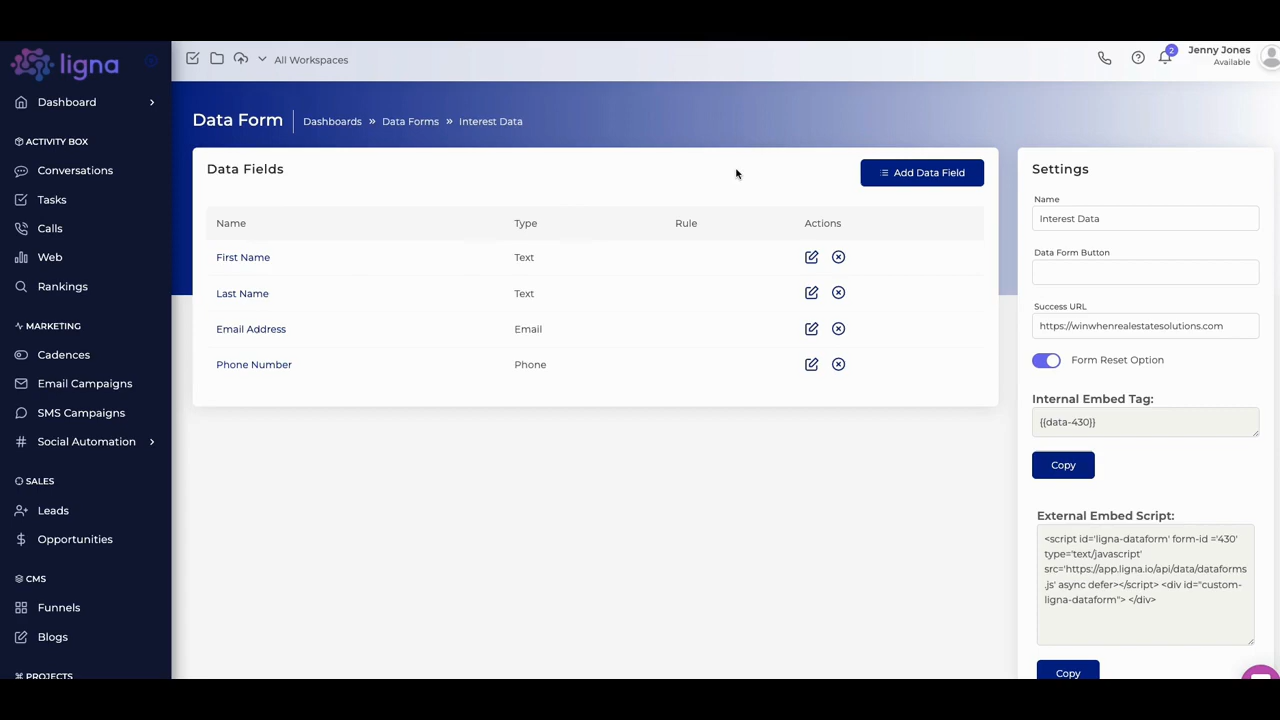 ligna
All Workspaces
2
Jenny Jones
Available
Dashboard
ACTIVITY BOX
Conversations
Tasks
Calls
Web
Rankings
MARKETING
Cadences
Email Campaigns
SMS Campaigns
Social Automation
SALES
Leads
Opportunities
CMS
Funnels
Blogs
PROJECTS
Data Form
Dashboards » Data Forms » Interest Data
Data Fields
Add Data Field
Name Type Rule Actions
First Name Text
Last Name Text
Email Address Email
Phone Number Phone
Settings
Name
Interest Data
Data Form Button
Success URL
https://winwhenrealestatesolutions.com
Form Reset Option
Internal Embed Tag:
{{data-430}}
Copy
External Embed Script:
<script id='ligna-dataform' form-id ='430'
type='text/javascript'
src='https://app.ligna.io/api/data/dataforms
.js' async defer></script> <div id="custom-
ligna-dataform"> </div>
Copy